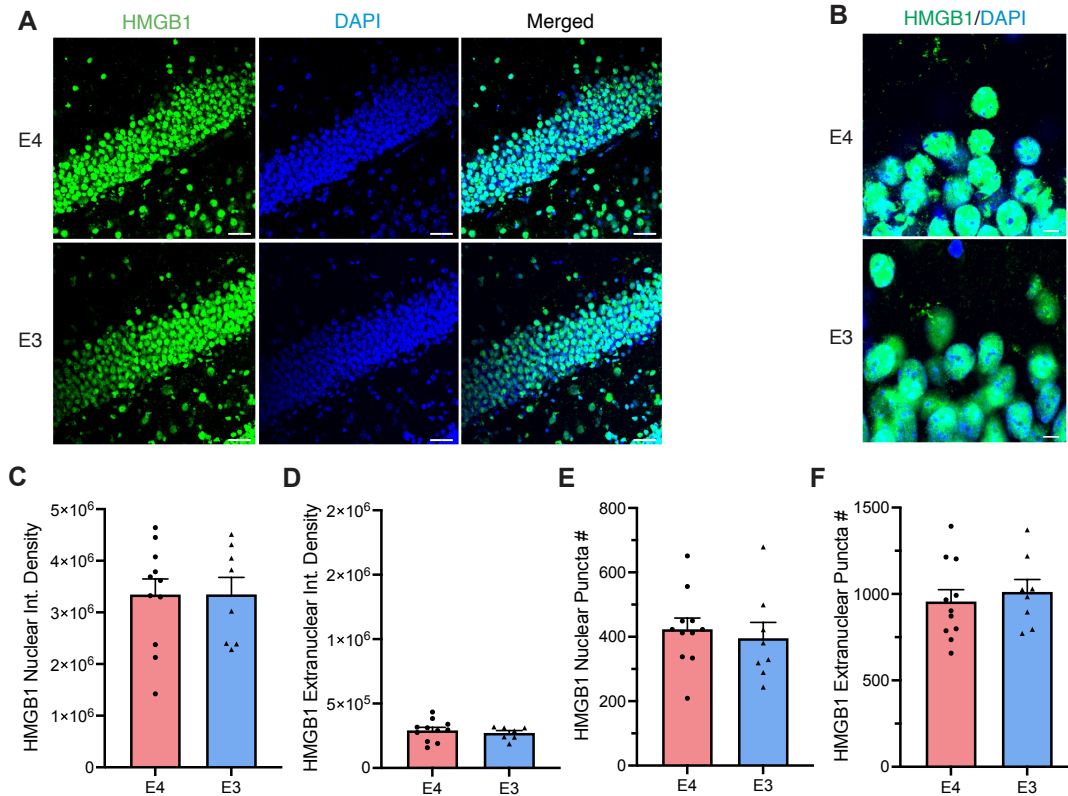 A
HMGB1
DAPI
Merged
E4
E3
B
HMGB1/DAPI
E4
E3
C
HMGB1 Nuclear Int. Density
5×10⁶
4×10⁶
3×10⁶
2×10⁶
1×10⁶
0
E4
E3
D
HMGB1 Extranuclear Int. Density
2×10⁶
2×10⁶
1×10⁶
5×10⁵
0
E4
E3
E
HMGB1 Nuclear Puncta #
800
600
400
200
0
E4
E3
F
HMGB1 Extranuclear Puncta #
1500
1000
500
0
E4
E3